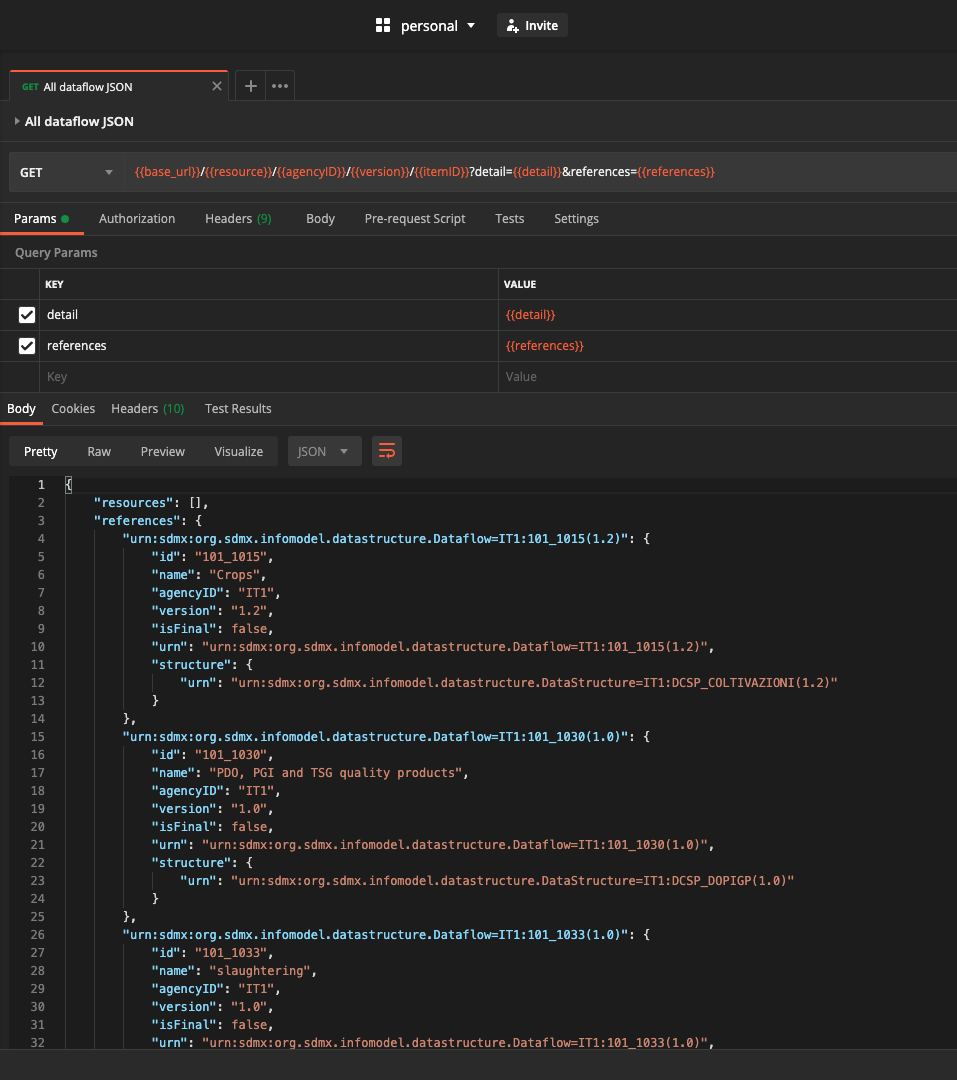 personal Invite
GET All dataflow JSON
All dataflow JSON
GET {{base_url}}/{{resource}}/{{agencyID}}/{{version}}/{{itemID}}?detail={{detail}}&references={{references}}
Params Authorization Headers (9) Body Pre-request Script Tests Settings
Query Params
KEY VALUE
detail {{detail}}
references {{references}}
Key Value
Body Cookies Headers (10) Test Results
Pretty Raw Preview Visualize JSON
1 {
2 "resources": [],
3 "references": {
4 "urn:sdmx:org.sdmx.infomodel.datastructure.Dataflow=IT1:101_1015(1.2)": {
5 "id": "101_1015",
6 "name": "Crops",
7 "agencyID": "IT1",
8 "version": "1.2",
9 "isFinal": false,
10 "urn": "urn:sdmx:org.sdmx.infomodel.datastructure.Dataflow=IT1:101_1015(1.2)",
11 "structure": {
12 "urn": "urn:sdmx:org.sdmx.infomodel.datastructure.DataStructure=IT1:DCSP_COLTIVAZIONI(1.2)"
13 }
14 },
15 "urn:sdmx:org.sdmx.infomodel.datastructure.Dataflow=IT1:101_1030(1.0)": {
16 "id": "101_1030",
17 "name": "PDO, PGI and TSG quality products",
18 "agencyID": "IT1",
19 "version": "1.0",
20 "isFinal": false,
21 "urn": "urn:sdmx:org.sdmx.infomodel.datastructure.Dataflow=IT1:101_1030(1.0)",
22 "structure": {
23 "urn": "urn:sdmx:org.sdmx.infomodel.datastructure.DataStructure=IT1:DCSP_DOPIGP(1.0)"
24 }
25 },
26 "urn:sdmx:org.sdmx.infomodel.datastructure.Dataflow=IT1:101_1033(1.0)": {
27 "id": "101_1033",
28 "name": "slaughtering",
29 "agencyID": "IT1",
30 "version": "1.0",
31 "isFinal": false,
32 "urn": "urn:sdmx:org.sdmx.infomodel.datastructure.Dataflow=IT1:101_1033(1.0)",